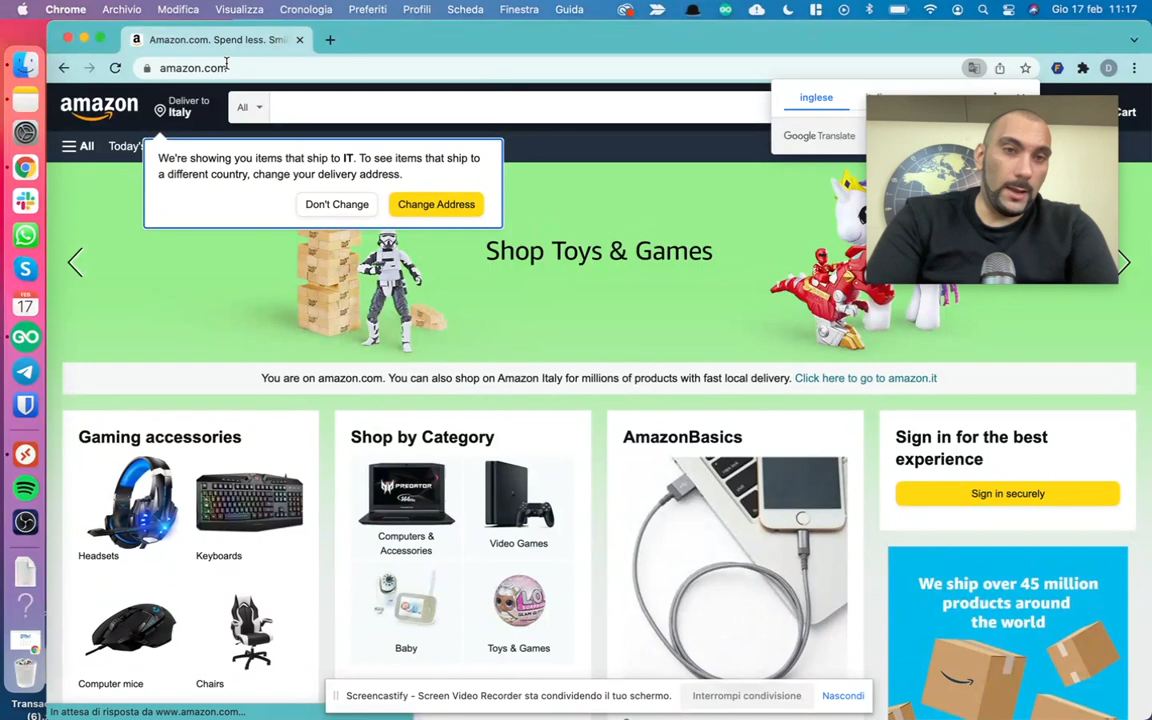 Chrome Archivio Modifica Visualizza Cronologia Preferiti Profili Scheda Finestra Guida Gio 17 feb 11:17
Amazon.com. Spend less.
amazon.com
inglese
Google Translate
amazon
Deliver to
Italy
All
Cart
All Today's
We're showing you items that ship to IT. To see items that ship to
a different country, change your delivery address.
Don't Change
Change Address
Shop Toys & Games
You are on amazon.com. You can also shop on Amazon Italy for millions of products with fast local delivery. Click here to go to amazon.it
Gaming accessories
Headsets
Keyboards
Computer mice
Chairs
Shop by Category
PREDATOR
Computers &
Accessories
Video Games
Baby
Toys & Games
AmazonBasics
Sign in for the best
experience
Sign in securely
We ship over 45 million
products around
the world
Screencastify - Screen Video Recorder sta condividendo il tuo schermo.
Interrompi condivisione
Nascondi
In attesa di risposta da www.amazon.com...
FEB
17
GO